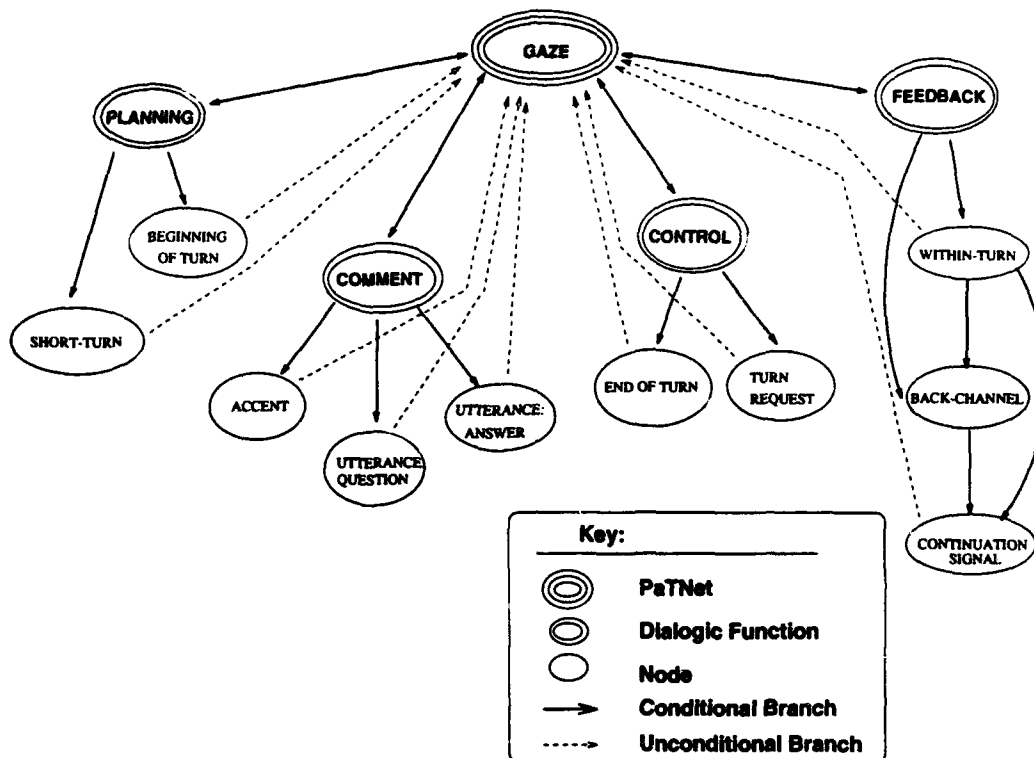 GAZE
PLANNING
FEEDBACK
BEGINNING
OF TURN
COMMENT
CONTROL
WITHIN-TURN
SHORT-TURN
ACCENT
UTTERANCE:
ANSWER
END OF TURN
TURN
REQUEST
BACK-CHANNEL
UTTERANCE:
QUESTION
CONTINUATION
SIGNAL
Key:
PaTNet
Dialogic Function
Node
Conditional Branch
Unconditional Branch